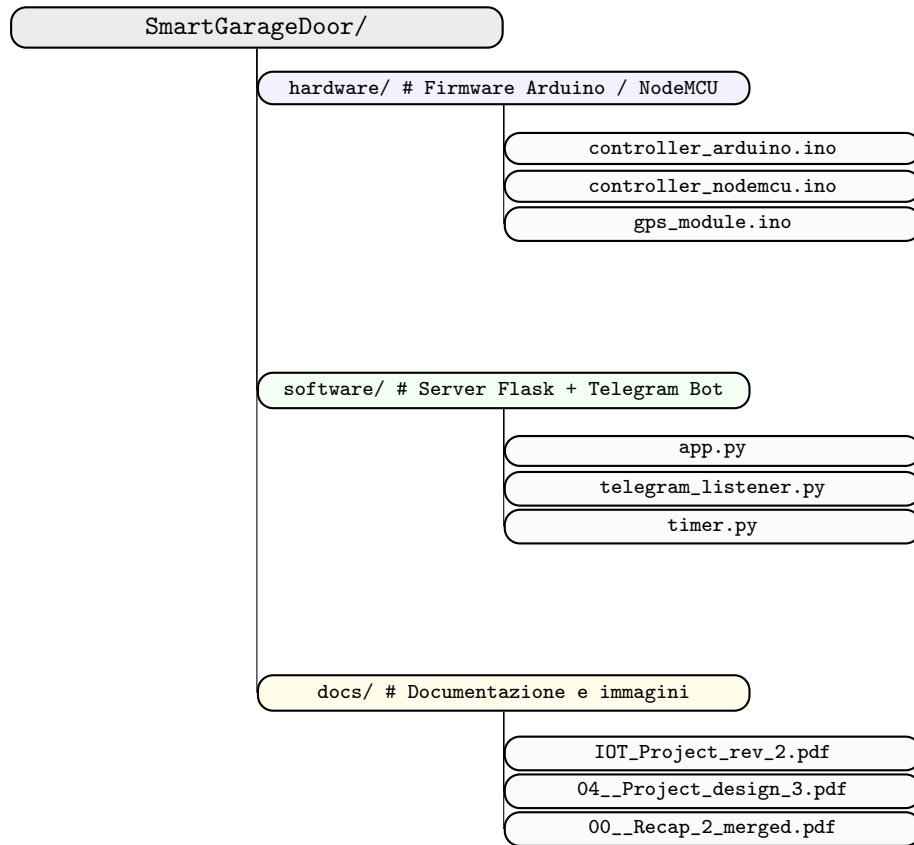 SmartGarageDoor/
hardware/ # Firmware Arduino / NodeMCU
controller_arduino.ino
controller_nodemcu.ino
gps_module.ino
software/ # Server Flask + Telegram Bot
app.py
telegram_listener.py
timer.py
docs/ # Documentazione e immagini
IOT_Project_rev_2.pdf
04__Project_design_3.pdf
00__Recap_2_merged.pdf